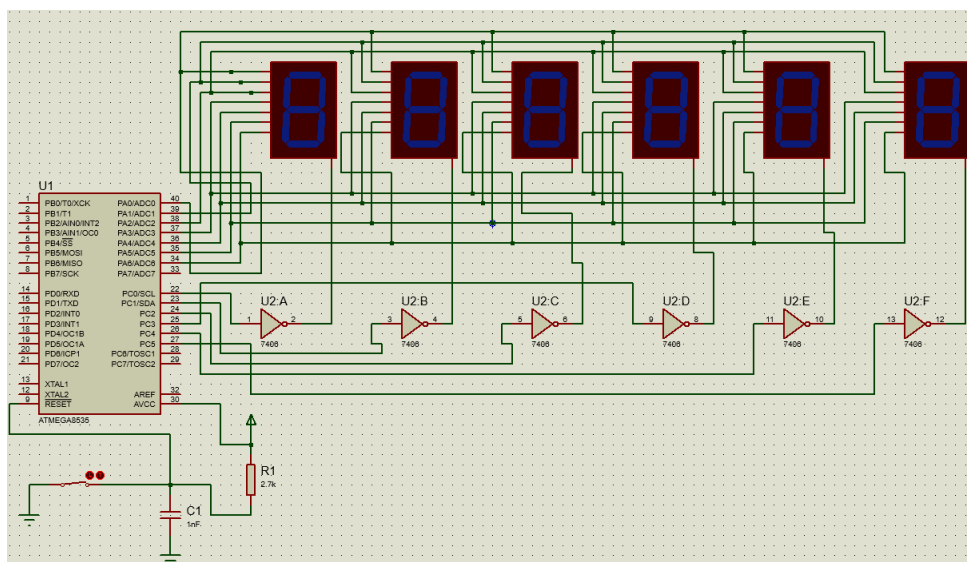 U1
1 PB0/T0/XCK PA0/ADC0 40
2 PB1/T1 PA1/ADC1 39
3 PB2/AIN0/INT2 PA2/ADC2 38
4 PB3/AIN1/OC0 PA3/ADC3 37
5 PB4/SS PA4/ADC4 36
6 PB5/MOSI PA5/ADC5 35
7 PB6/MISO PA6/ADC6 34
8 PB7/SCK PA7/ADC7 33
14 PD0/RXD PC0/SCL 22
15 PD1/TXD PC1/SDA 23
16 PD2/INT0 PC2 24
17 PD3/INT1 PC3 25
18 PD4/OC1B PC4 26
19 PD5/OC1A PC5 27
20 PD6/ICP1 PC6/TOSC1 28
21 PD7/OC2 PC7/TOSC2 29
13 XTAL1
12 XTAL2 AREF 32
9 RESET AVCC 30
ATMEGA8535
U2:A
1 2
7406
U2:B
3 4
7406
U2:C
5 6
7406
U2:D
9 8
7406
U2:E
11 10
7406
U2:F
13 12
7406
R1
2.7k
C1
1nF